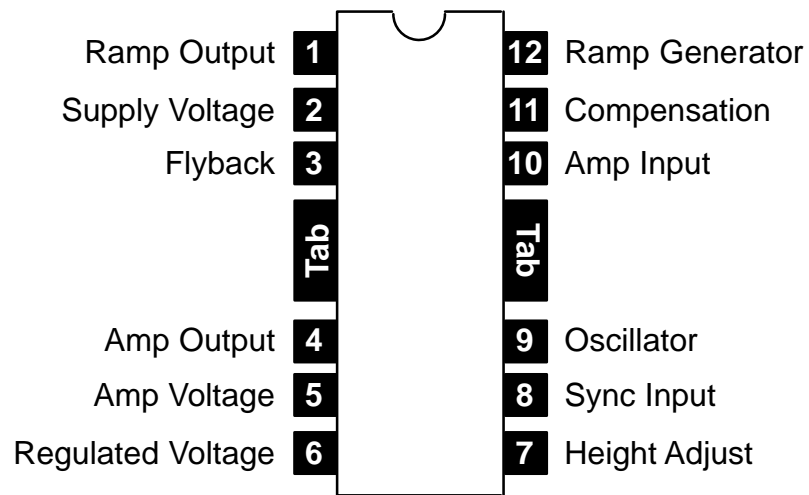 Ramp Output 1 12 Ramp Generator
Supply Voltage 2 11 Compensation
Flyback 3 10 Amp Input
Tab Tab
Amp Output 4 9 Oscillator
Amp Voltage 5 8 Sync Input
Regulated Voltage 6 7 Height Adjust